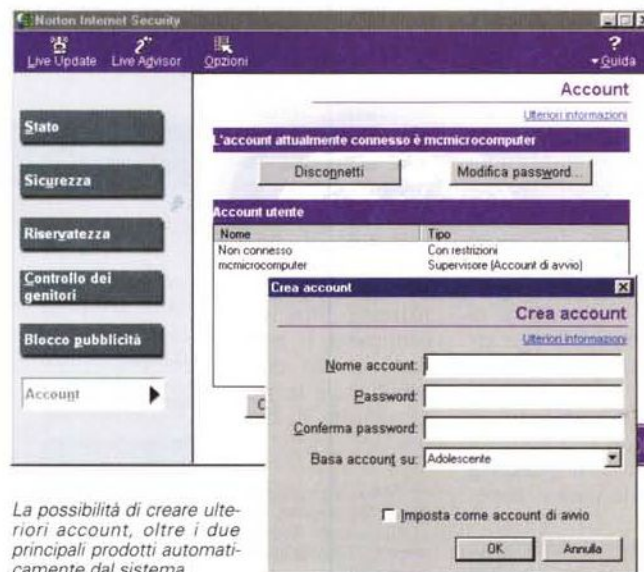 Norton Internet Security
Live Update Live Advisor Opzioni ? Guida
Account
Ulteriori informazioni
L'account attualmente connesso è mcmicrocomputer
Disconnetti Modifica password...
Stato
Sicurezza
Riservatezza
Controllo dei
genitori
Blocco pubblicità
Account
Account utente
Nome Tipo
Non connesso Con restrizioni
mcmicrocomputer Supervisore (Account di avvio)
Crea account
Crea account
Ulteriori informazioni
Nome account:
Password:
Conferma password:
Basa account su: Adolescente
Imposta come account di avvio
OK Annulla
La possibilità di creare ulte-
riori account, oltre i due
principali prodotti automati-
camente dal sistema.